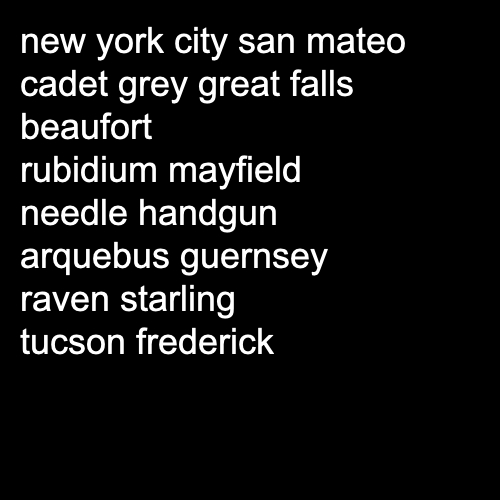 new york city san mateo
cadet grey great falls
beaufort
rubidium mayfield
needle handgun
arquebus guernsey
raven starling
tucson frederick